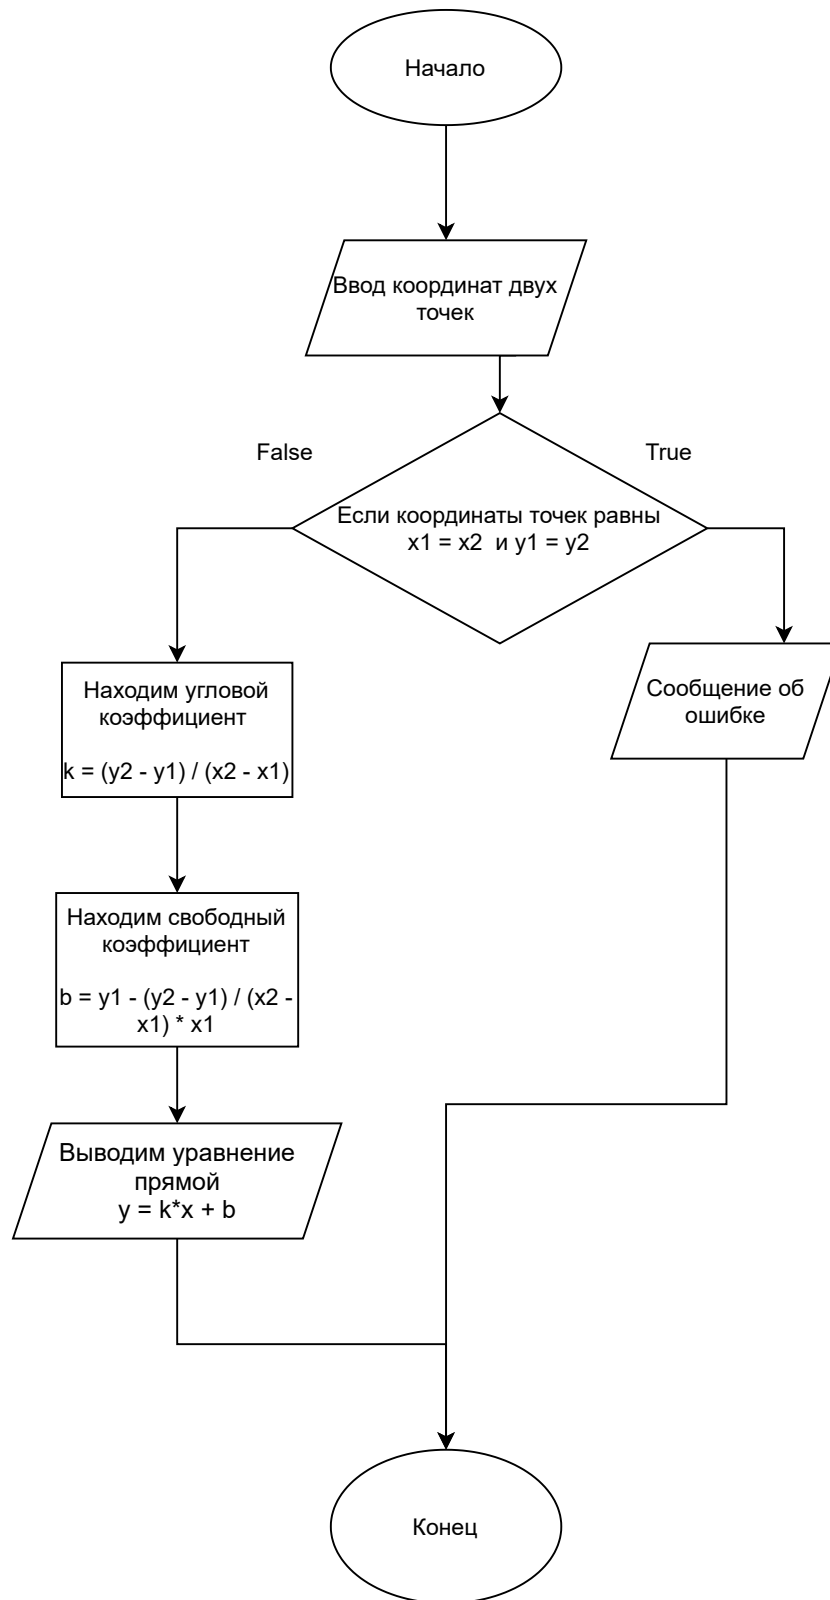 Начало
Ввод координат двух
точек
False
True
Если координаты точек равны
x1 = x2 и y1 = y2
Находим угловой
коэффициент
k = (y2 - y1) / (x2 - x1)
Сообщение об
ошибке
Находим свободный
коэффициент
b = y1 - (y2 - y1) / (x2 -
x1) * x1
Выводим уравнение
прямой
y = k*x + b
Конец